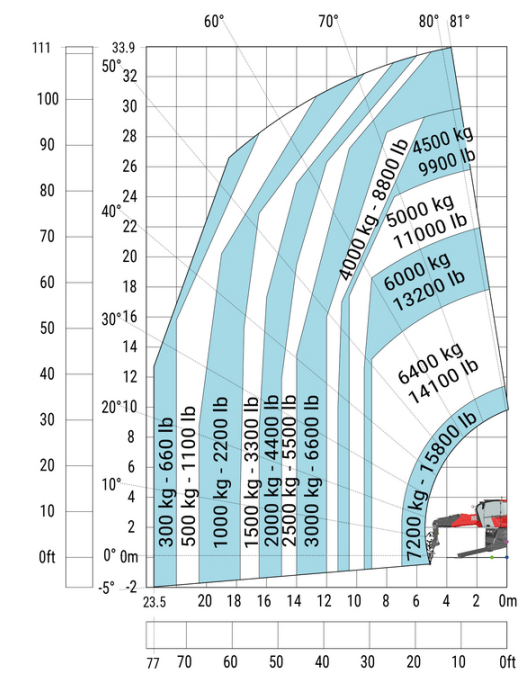 60°
70°
80°
81°
111
33.9
50°
32
100
30
90
28
4500 kg
9900 lb
26
4000 kg - 8800 lb
80
24
5000 kg
11000 lb
40°
22
70
20
6000 kg
13200 lb
60
18
30°
16
50
14
6400 kg
14100 lb
40
12
20°
10
30
8
300 kg - 660 lb
500 kg - 1100 lb
1000 kg - 2200 lb
1500 kg - 3300 lb
2000 kg - 4400 lb
2500 kg - 5500 lb
3000 kg - 6600 lb
7200 kg - 15800 lb
20
6
10°
4
10
2
0ft
0°
0m
-5°
-2
23.5
20
18
16
14
12
10
8
6
4
2
0m
77
70
60
50
40
30
20
10
0ft